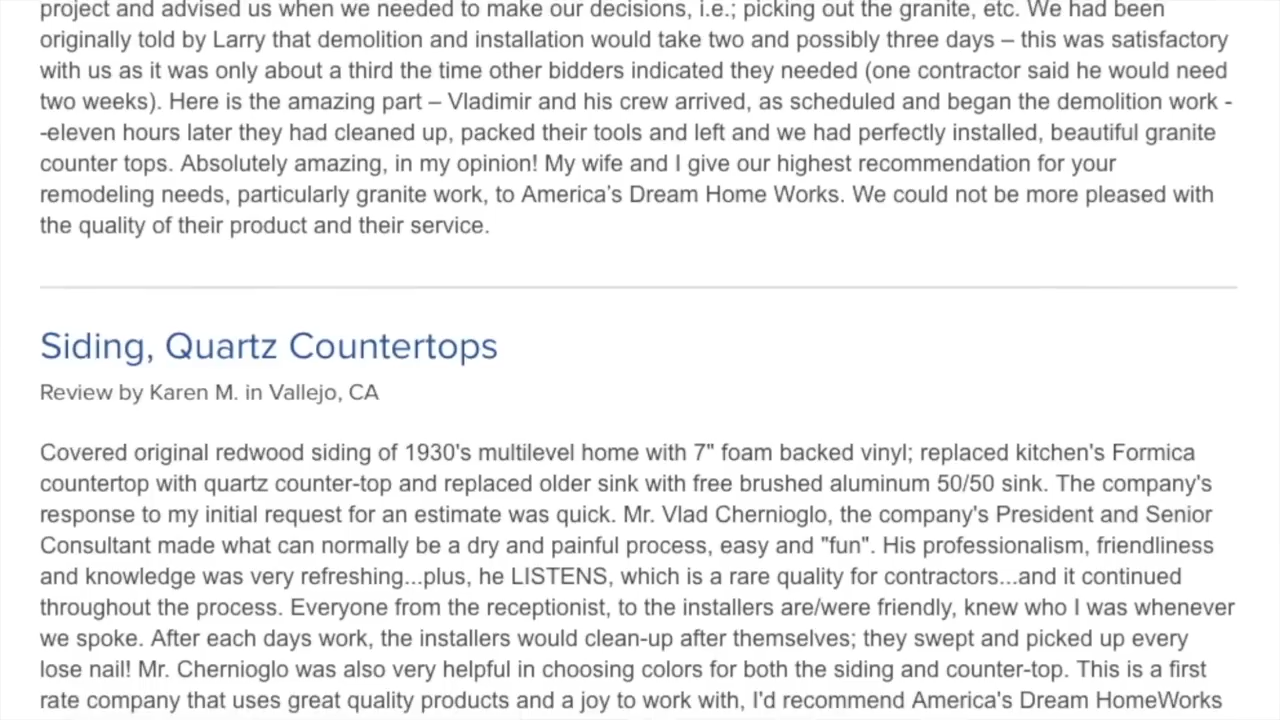 project and advised us when we needed to make our decisions, i.e.; picking out the granite, etc. We had been
originally told by Larry that demolition and installation would take two and possibly three days – this was satisfactory
with us as it was only about a third the time other bidders indicated they needed (one contractor said he would need
two weeks). Here is the amazing part – Vladimir and his crew arrived, as scheduled and began the demolition work -
-eleven hours later they had cleaned up, packed their tools and left and we had perfectly installed, beautiful granite
counter tops. Absolutely amazing, in my opinion! My wife and I give our highest recommendation for your
remodeling needs, particularly granite work, to America’s Dream Home Works. We could not be more pleased with
the quality of their product and their service.
Siding, Quartz Countertops
Review by Karen M. in Vallejo, CA
Covered original redwood siding of 1930's multilevel home with 7" foam backed vinyl; replaced kitchen's Formica
countertop with quartz counter-top and replaced older sink with free brushed aluminum 50/50 sink. The company's
response to my initial request for an estimate was quick. Mr. Vlad Chernioglo, the company's President and Senior
Consultant made what can normally be a dry and painful process, easy and "fun". His professionalism, friendliness
and knowledge was very refreshing...plus, he LISTENS, which is a rare quality for contractors...and it continued
throughout the process. Everyone from the receptionist, to the installers are/were friendly, knew who I was whenever
we spoke. After each days work, the installers would clean-up after themselves; they swept and picked up every
lose nail! Mr. Chernioglo was also very helpful in choosing colors for both the siding and counter-top. This is a first
rate company that uses great quality products and a joy to work with, I'd recommend America's Dream HomeWorks